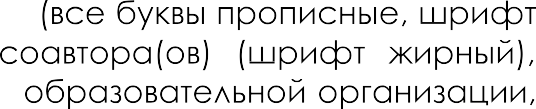 (все буквы прописные, шрифт
соавтора(ов) (шрифт жирный),
образовательной организации,